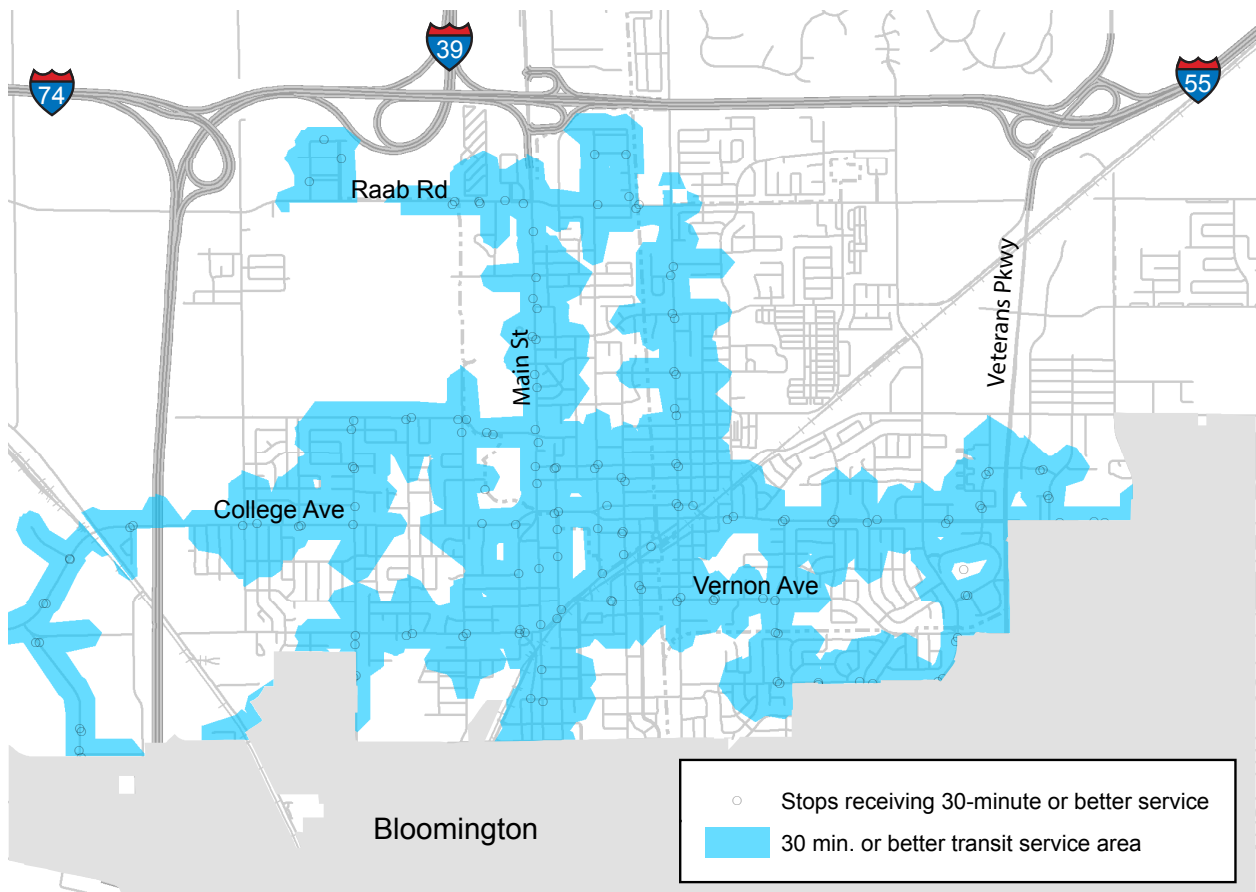 39
74
55
Raab Rd
Veterans Pkwy
Main St
College Ave
Vernon Ave
Bloomington
Stops receiving 30-minute or better service
30 min. or better transit service area